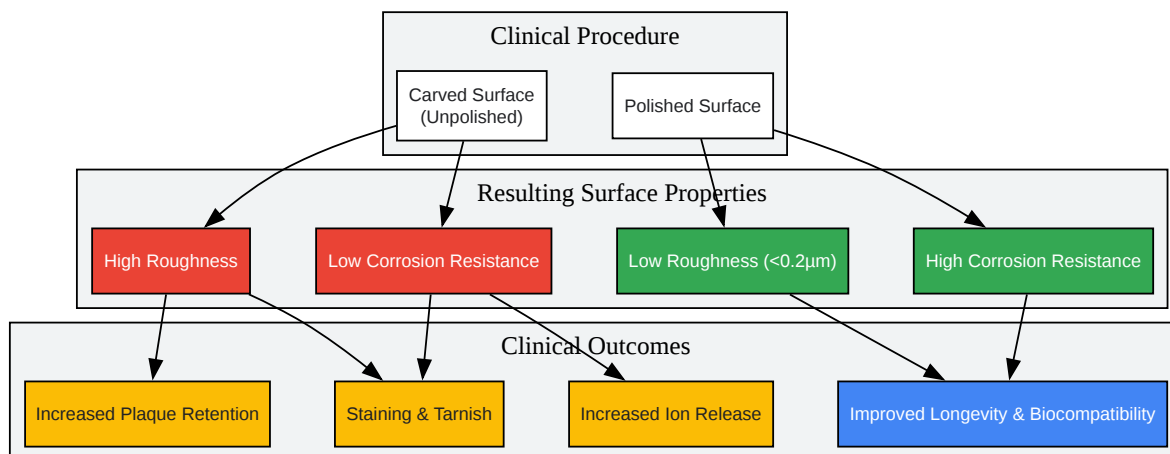 Clinical Procedure
Carved Surface
(Unpolished)
Polished Surface
Resulting Surface Properties
High Roughness
Low Corrosion Resistance
Low Roughness (<0.2µm)
High Corrosion Resistance
Clinical Outcomes
Increased Plaque Retention
Staining & Tarnish
Increased Ion Release
Improved Longevity & Biocompatibility